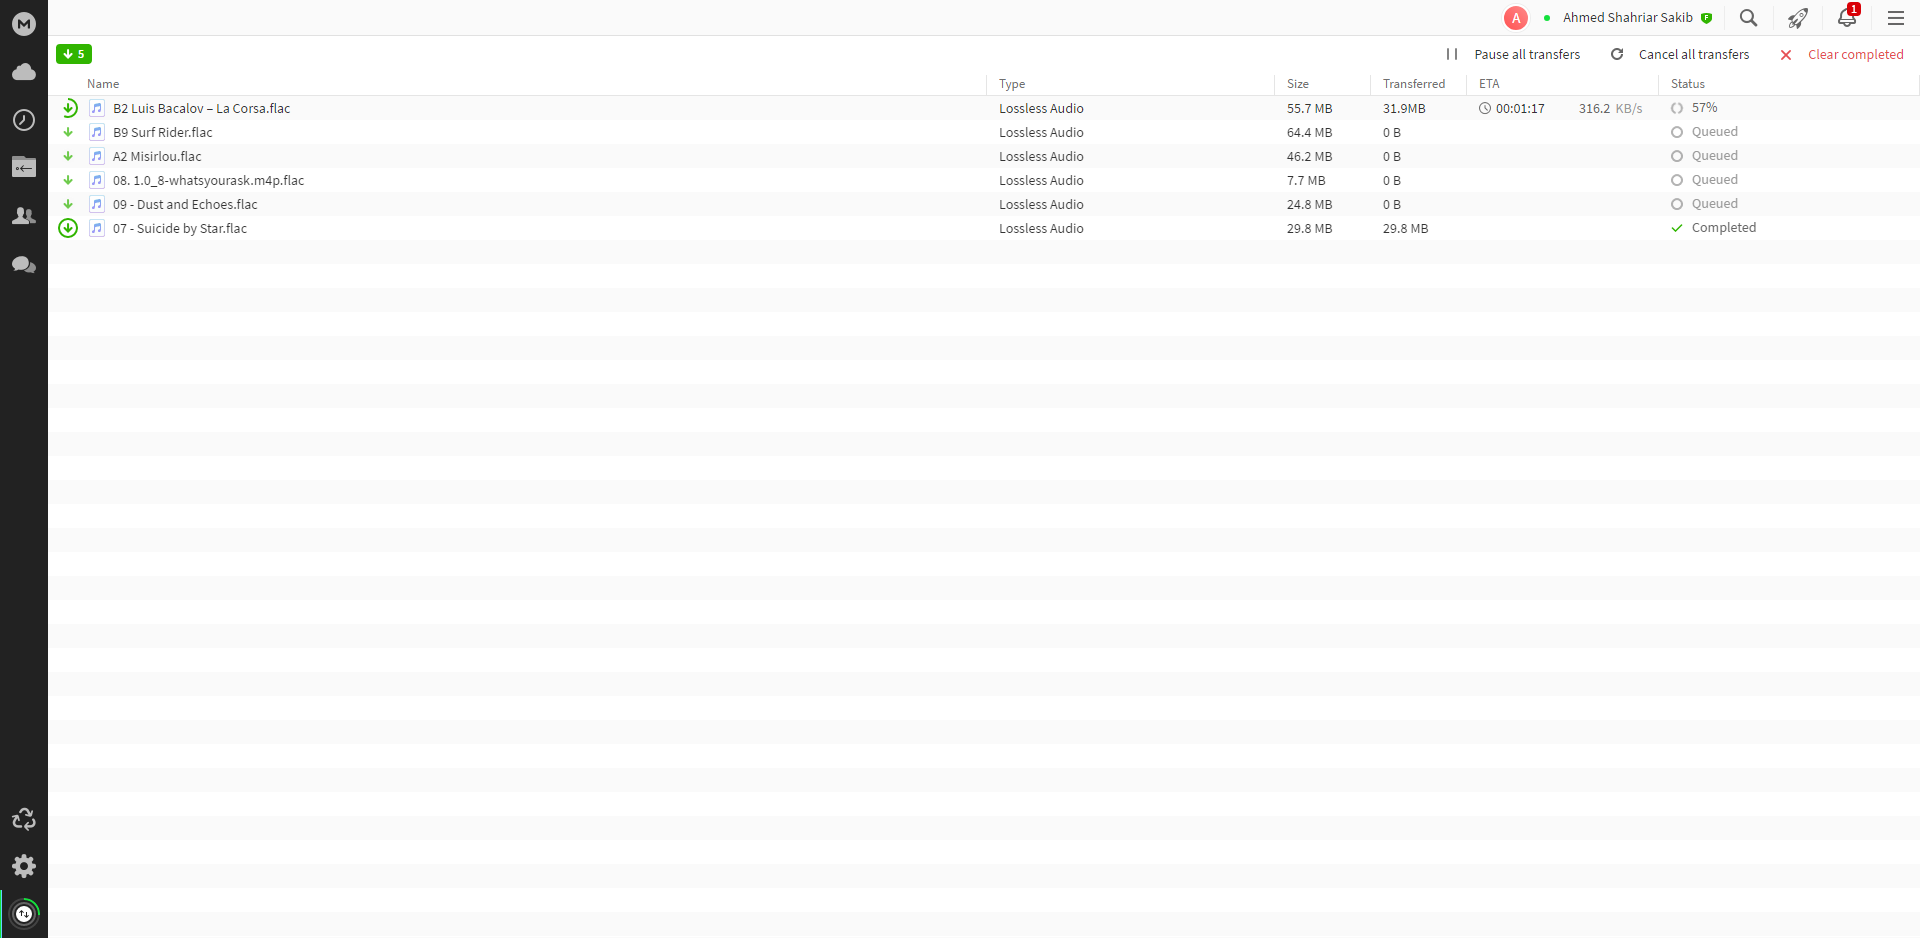 M
A Ahmed Shahriar Sakib F 1
5 Pause all transfers Cancel all transfers Clear completed
Name Type Size Transferred ETA Status
B2 Luis Bacalov – La Corsa.flac Lossless Audio 55.7 MB 31.9MB 00:01:17 316.2 KB/s 57%
B9 Surf Rider.flac Lossless Audio 64.4 MB 0 B Queued
A2 Misirlou.flac Lossless Audio 46.2 MB 0 B Queued
08. 1.0_8-whatsyourask.m4p.flac Lossless Audio 7.7 MB 0 B Queued
09 - Dust and Echoes.flac Lossless Audio 24.8 MB 0 B Queued
07 - Suicide by Star.flac Lossless Audio 29.8 MB 29.8 MB Completed